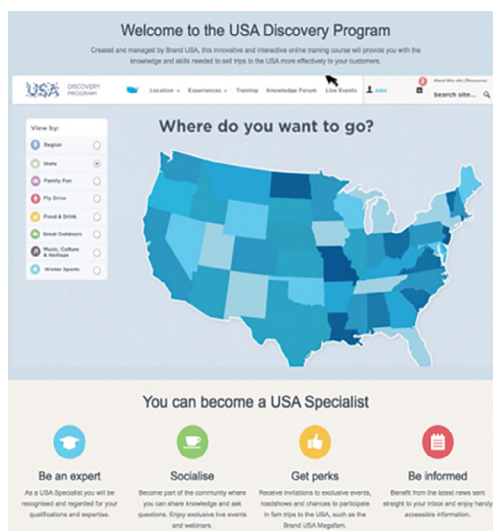 Welcome to the USA Discovery Program
Created and managed by Brand USA, this innovative and interactive online training course will provide you with the
knowledge and skills needed to sell trips to the USA more effectively to your customers.
USA DISCOVERY PROGRAM
Location Experiences Training Knowledge Forum Live Events
About this site | Resources
Search site...
Where do you want to go?
View by:
Region
State
Family Fun
Fly Drive
Food & Drink
Great Outdoors
Music, Culture
& Heritage
Winter Sports
You can become a USA Specialist
Be an expert
As a USA Specialist you will be
recognised and regarded for your
qualifications and expertise.
Socialise
Become part of the community where
you can share knowledge and ask
questions. Enjoy exclusive live events
and webinars.
Get perks
Receive invitations to exclusive events,
roadshows and chances to participate
in fam trips to the USA, such as the
Brand USA Megafam.
Be informed
Benefit from the latest news sent
straight to your inbox and enjoy handy
accessible information.